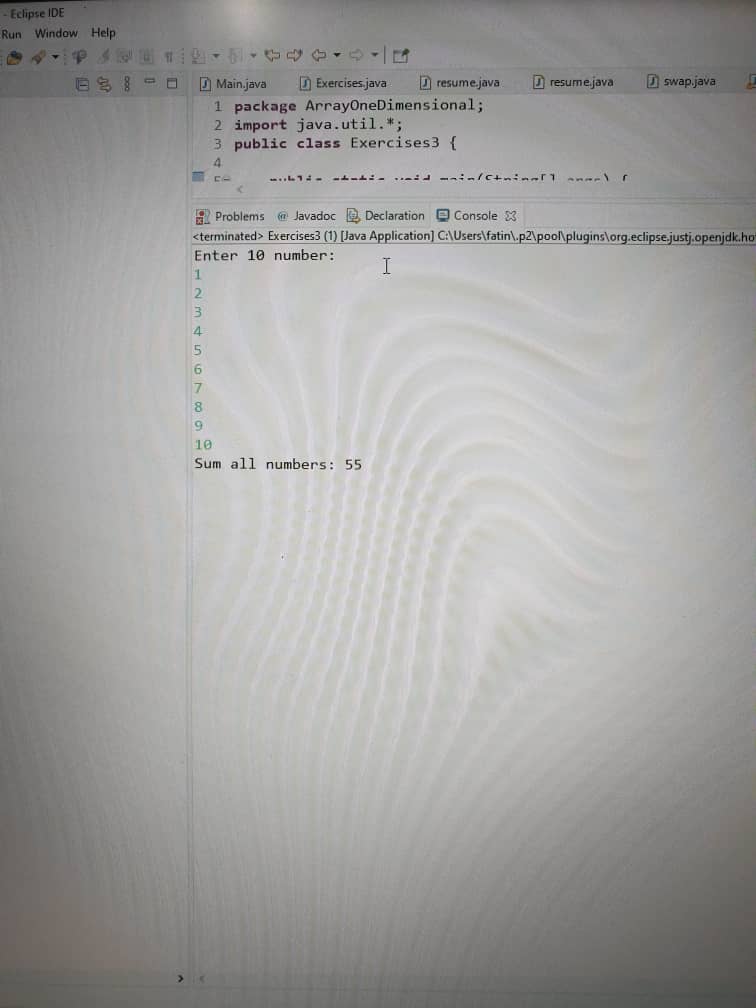 - Eclipse IDE
Run Window Help
Main.java Exercises.java resume.java resume.java swap.java
1 package ArrayOneDimensional;
2 import java.util.*;
3 public class Exercises3 {
4
Problems @ Javadoc Declaration Console
<terminated> Exercises3 (1) [Java Application] C:\Users\fatin\.p2\pool\plugins\org.eclipse.justj.openjdk.ho
Enter 10 number:
1
2
3
4
5
6
7
8
9
10
Sum all numbers: 55